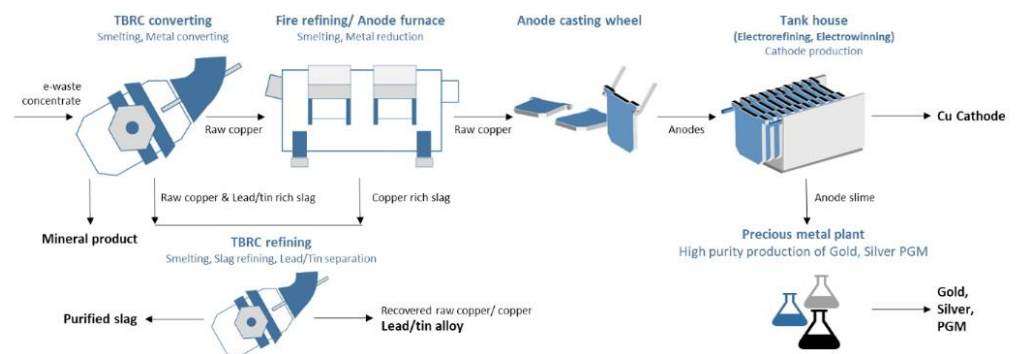 TBRC converting
Smelting, Metal converting
Fire refining/ Anode furnace
Smelting, Metal reduction
Anode casting wheel
Tank house
(Electrorefining, Electrowinning)
Cathode production
e-waste
concentrate
Raw copper
Raw copper
Anodes
Cu Cathode
Raw copper & Lead/tin rich slag
Copper rich slag
Anode slime
Mineral product
TBRC refining
Smelting, Slag refining, Lead/Tin separation
Precious metal plant
High purity production of Gold, Silver PGM
Purified slag
Recovered raw copper/ copper
Lead/tin alloy
Gold,
Silver,
PGM